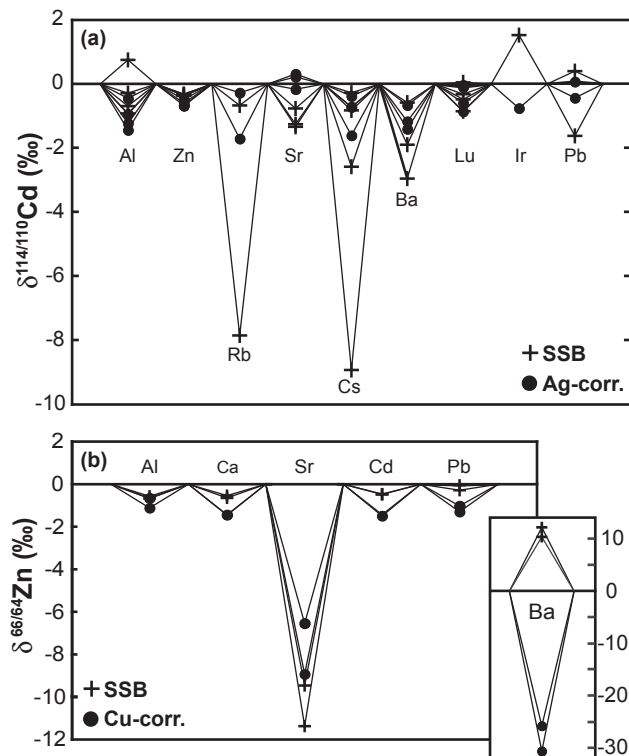 2
(a)
0
-2
-4
-6
-8
-10
δ114/110Cd (‰)
Al
Zn
Rb
Sr
Cs
Ba
Lu
Ir
Pb
SSB
Ag-corr.
2
(b)
0
-2
-4
-6
-8
-10
-12
δ 66/64Zn (‰)
Al
Ca
Sr
Cd
Pb
SSB
Cu-corr.
Ba
10
0
-10
-20
-30